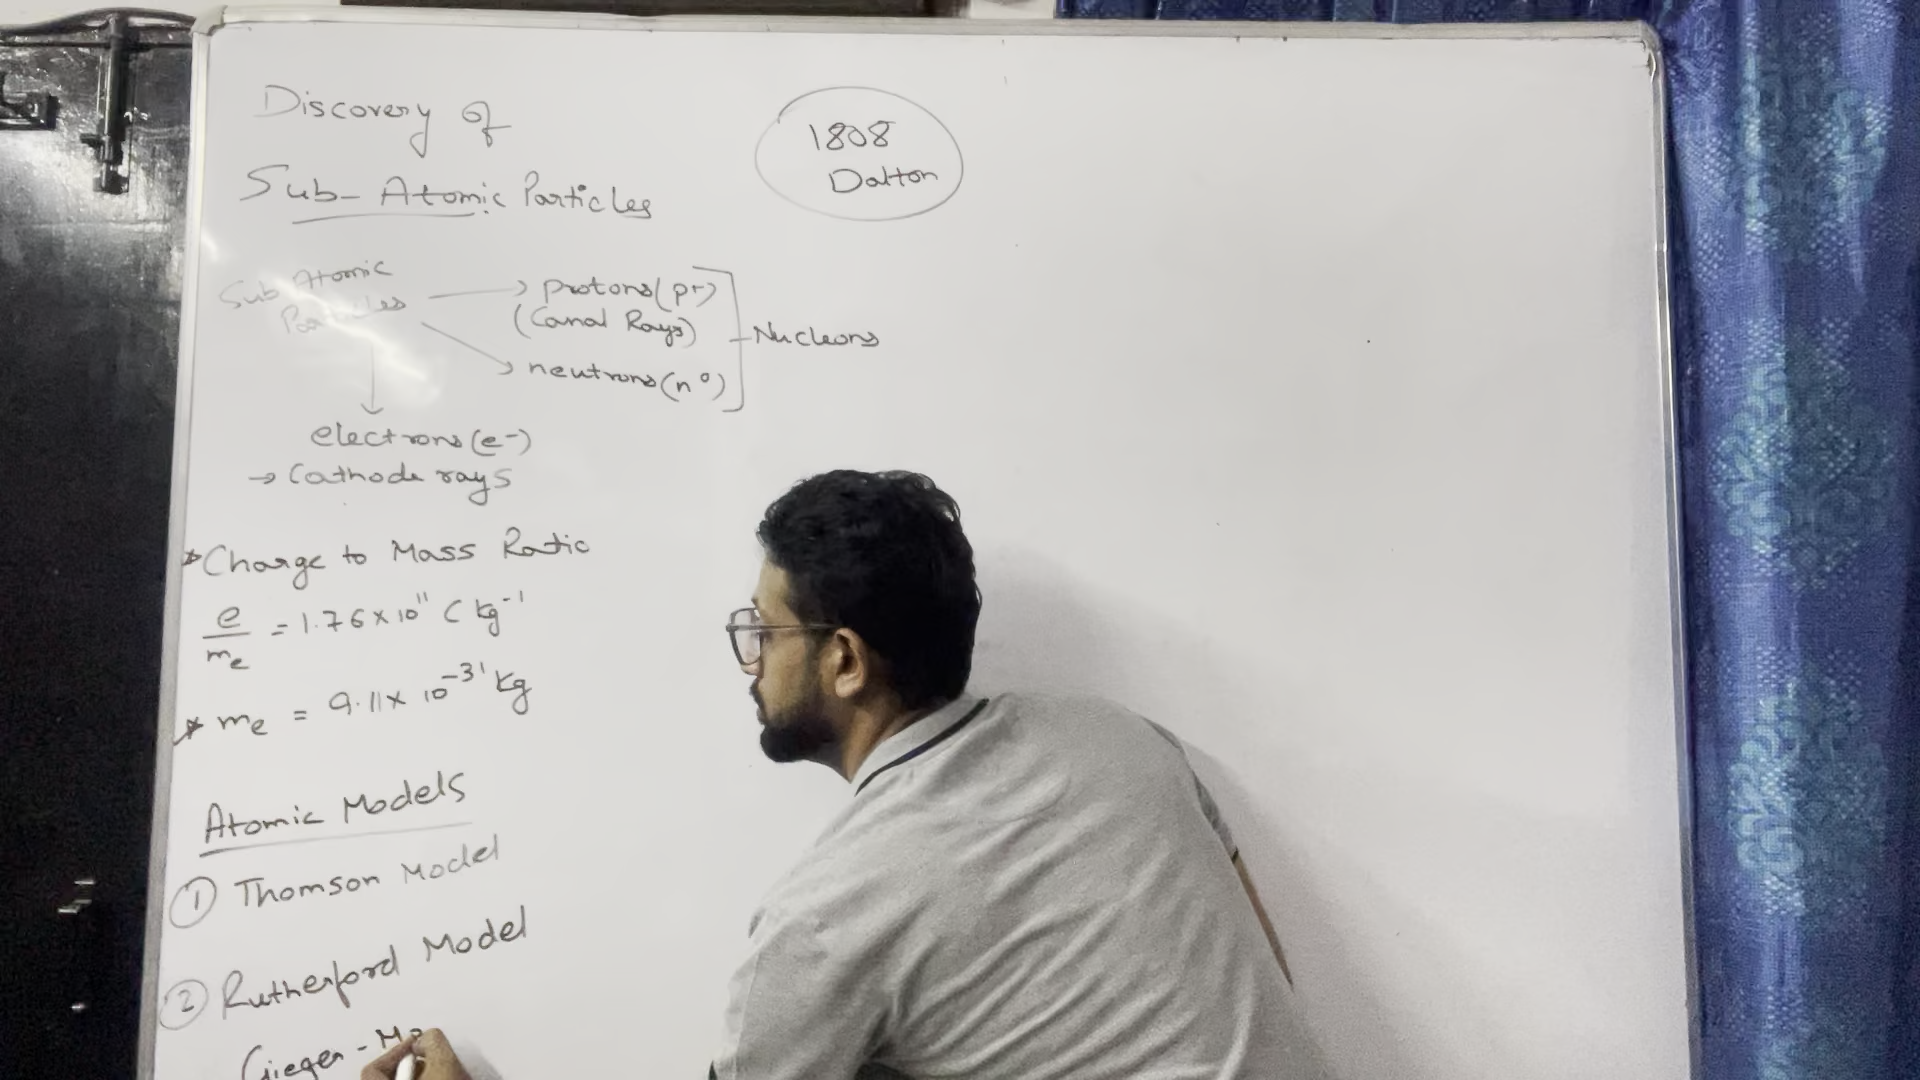 Discovery of
Sub-Atomic Particles
1808
Dalton
Sub Atomic
Particles
protons (p+)
(Canal Rays)
neutrons (n⁰)
Nucleons
electrons (e-)
→ Cathode rays
* Charge to Mass Ratio
e/mₑ = 1.76 × 10¹¹ C kg⁻¹
* mₑ = 9.11 × 10⁻³¹ kg
Atomic Models
① Thomson Model
② Rutherford Model
Gieger - Ma